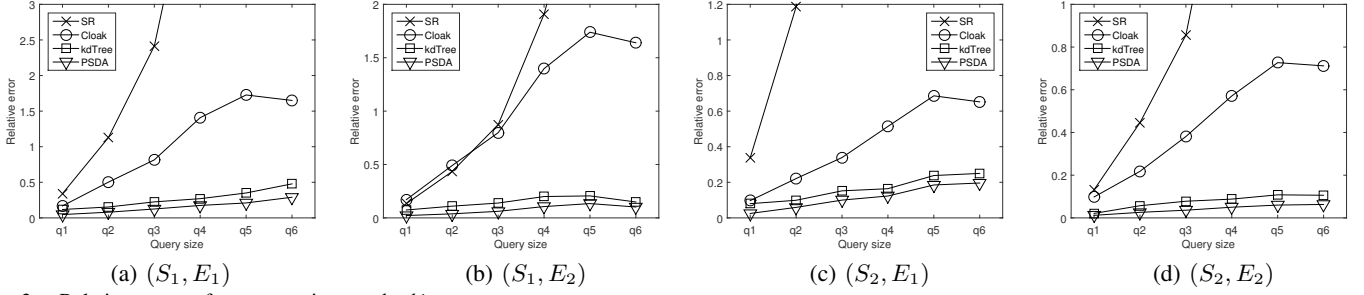 3
2.5
2
1.5
1
0.5
0
Relative error
SR
Cloak
kdTree
PSDA
q1 q2 q3 q4 q5 q6
Query size
(a) (S₁, E₁)
2
1.5
1
0.5
0
Relative error
SR
Cloak
kdTree
PSDA
q1 q2 q3 q4 q5 q6
Query size
(b) (S₁, E₂)
1.2
1
0.8
0.6
0.4
0.2
0
Relative error
SR
Cloak
kdTree
PSDA
q1 q2 q3 q4 q5 q6
Query size
(c) (S₂, E₁)
1
0.8
0.6
0.4
0.2
0
Relative error
SR
Cloak
kdTree
PSDA
q1 q2 q3 q4 q5 q6
Query size
(d) (S₂, E₂)